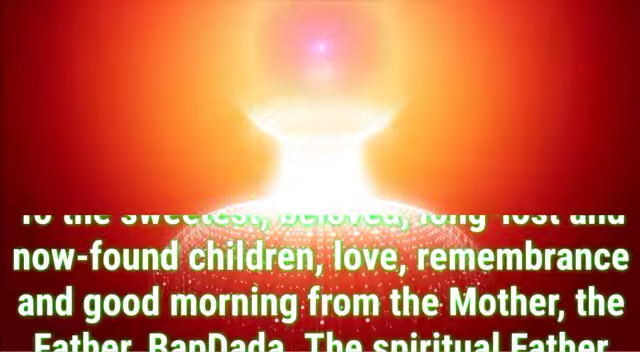 To the sweetest, beloved, long-lost and
now-found children, love, remembrance
and good morning from the Mother, the
Father, BapDada. The spiritual Father